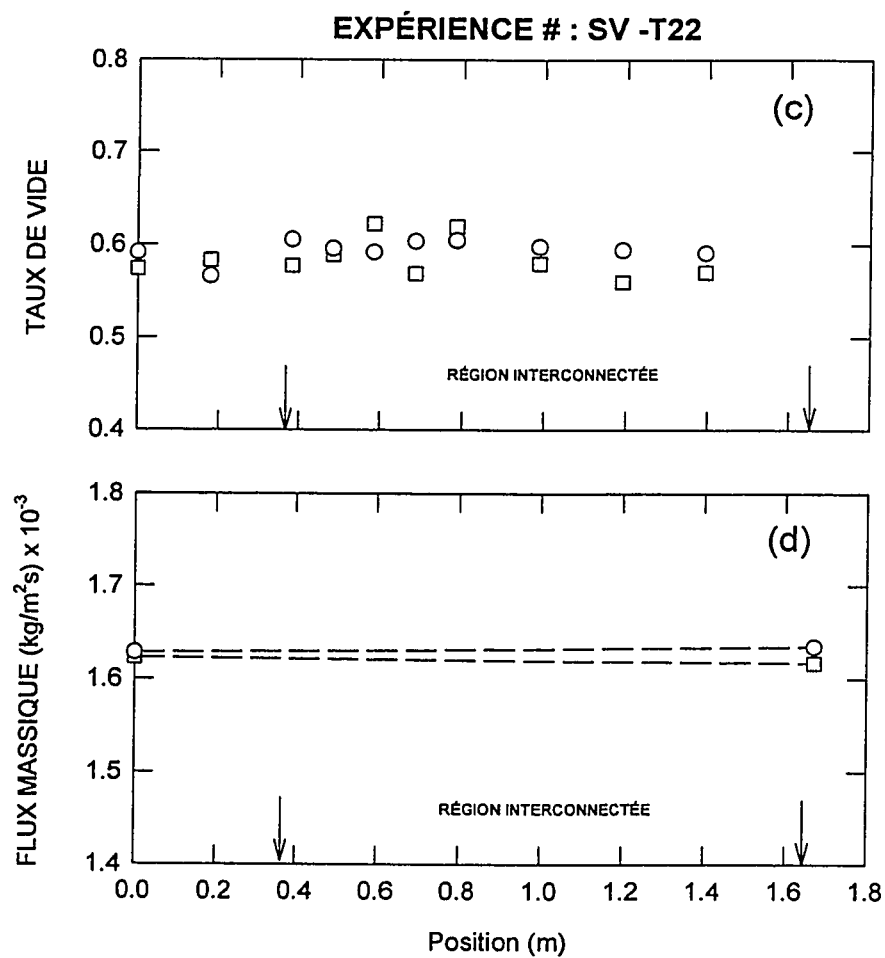 EXPÉRIENCE # : SV -T22
(c)
TAUX DE VIDE
0.8
0.7
0.6
0.5
0.4
RÉGION INTERCONNECTÉE
(d)
FLUX MASSIQUE (kg/m²s) x 10⁻³
1.8
1.7
1.6
1.5
1.4
RÉGION INTERCONNECTÉE
0.0 0.2 0.4 0.6 0.8 1.0 1.2 1.4 1.6 1.8
Position (m)